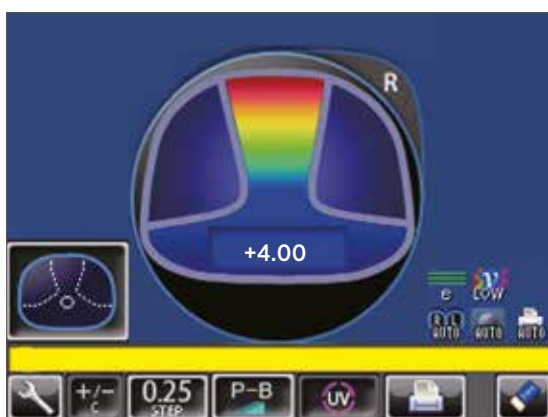 R
+4.00
e LOW
R L AUTO AUTO AUTO
+/- 0.25 P-B UV
C STEP